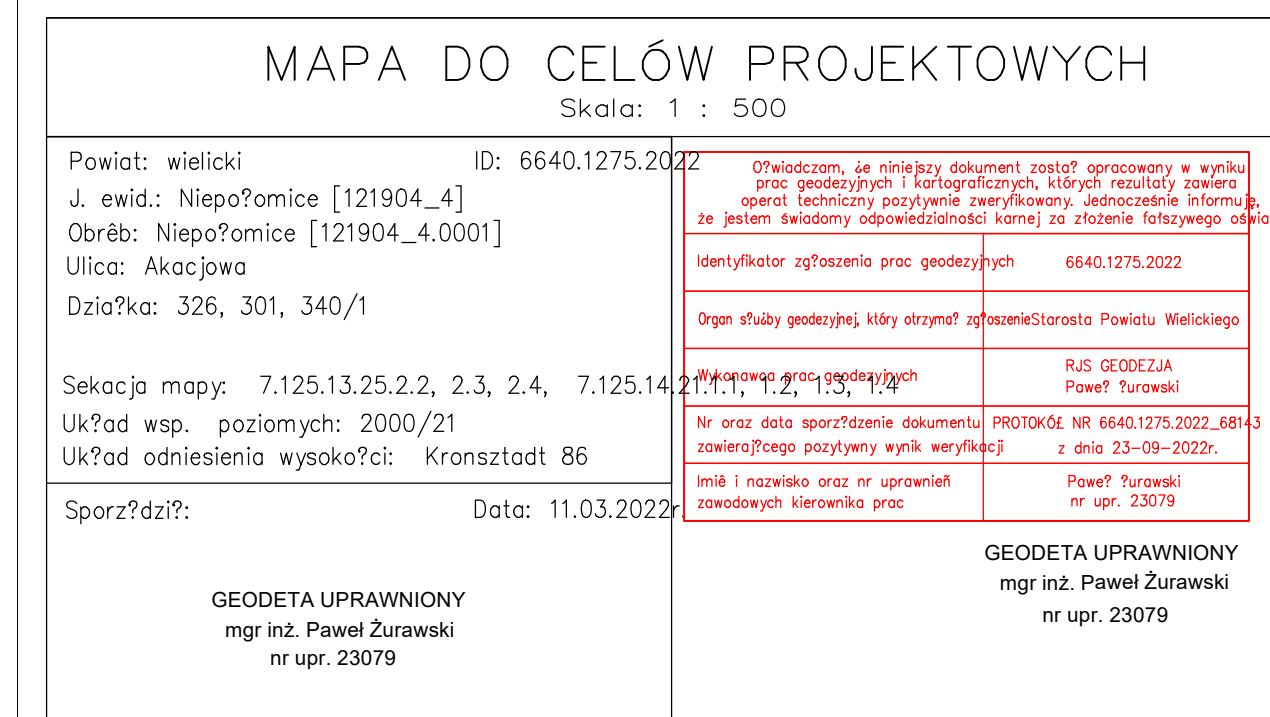 MAPA DO CELÓW PROJEKTOWYCH
Skala: 1 : 500
Powiat: wielicki ID: 6640.1275.2022
J. ewid.: Niepo?omice [121904_4]
Obrêb: Niepo?omice [121904_4.0001]
Ulica: Akacjowa
Dzia?ka: 326, 301, 340/1
Sekacja mapy: 7.125.13.25.2.2, 2.3, 2.4, 7.125.14.21.1.1, 1.2, 1.3, 1.4
Uk?ad wsp. poziomych: 2000/21
Uk?ad odniesienia wysoko?ci: Kronsztadt 86
Sporz?dzi?: Data: 11.03.2022r.
GEODETA UPRAWNIONY
mgr inż. Paweł Żurawski
nr upr. 23079
O?wiadczam, ¿e niniejszy dokument zosta? opracowany w wyniku
prac geodezyjnych i kartograficznych, których rezultaty zawiera
operat techniczny pozytywnie zweryfikowany. Jednocześnie informuję,
że jestem świadomy odpowiedzialności karnej za złożenie fałszywego oświa
Identyfikator zg?oszenia prac geodezyjnych 6640.1275.2022
Organ s?u¿by geodezyjnej, który otrzyma? zg?oszenie Starosta Powiatu Wielickiego
Wykonawca prac geodezyjnych
RJS GEODEZJA
Pawe? ?urawski
Nr oraz data sporz?dzenie dokumentu
zawieraj?cego pozytywny wynik weryfikacji
PROTOKÓ£ NR 6640.1275.2022_68143
z dnia 23-09-2022r.
Imiê i nazwisko oraz nr uprawnieñ
zawodowych kierownika prac
Pawe? ?urawski
nr upr. 23079
GEODETA UPRAWNIONY
mgr inż. Paweł Żurawski
nr upr. 23079